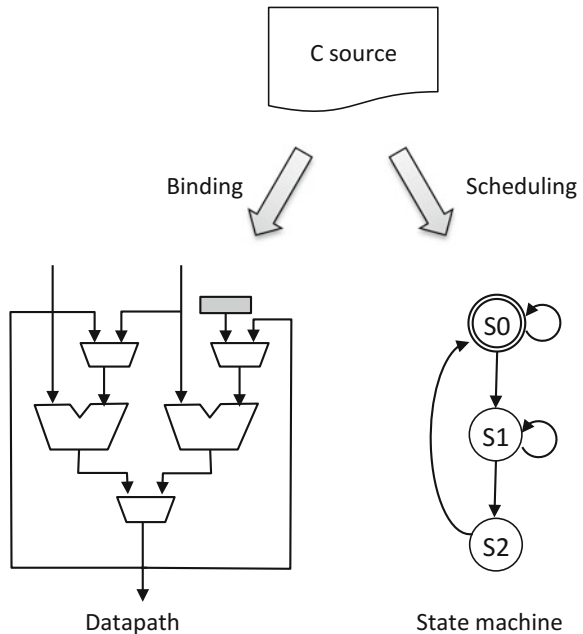 C source
Binding
Scheduling
S0
S1
S2
Datapath
State machine